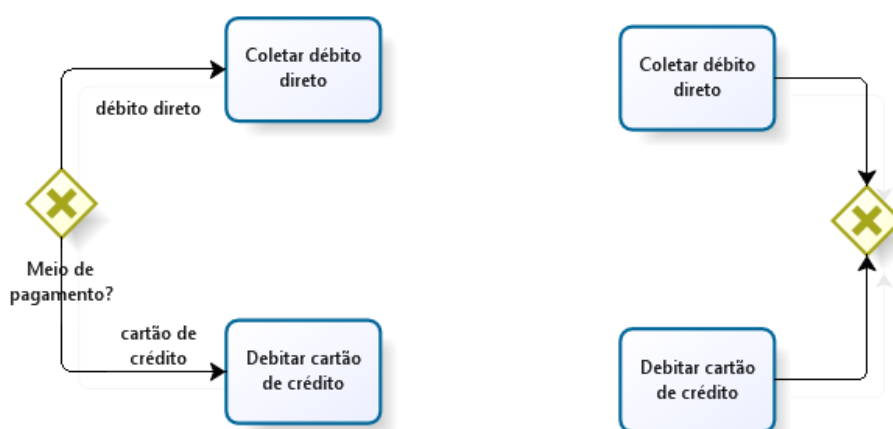 Coletar débito
direto
débito direto
Meio de
pagamento?
cartão de
crédito
Debitar cartão
de crédito
Coletar débito
direto
Debitar cartão
de crédito